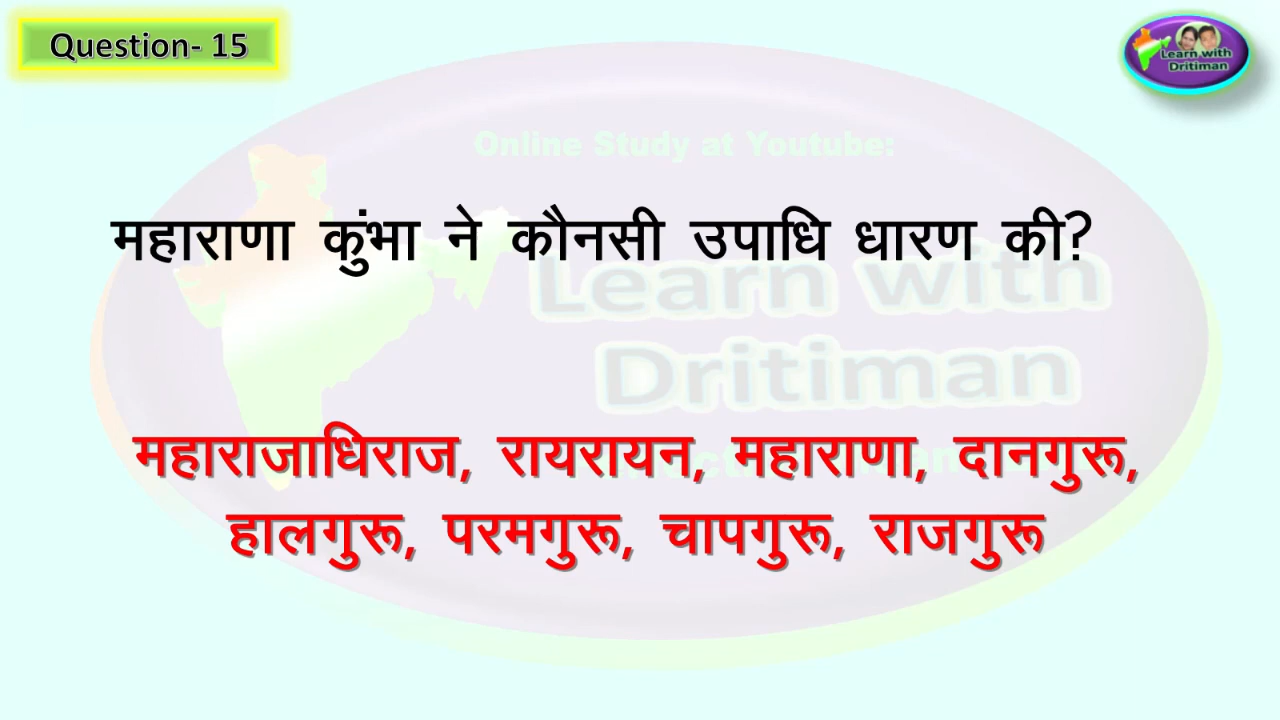 Question- 15
Learn with
Dritiman
Online Study at Youtube:
महाराणा कुंभा ने कौनसी उपाधि धारण की?
Learn with
Dritiman
महाराजाधिराज, रायरायन, महाराणा, दानगुरू,
हालगुरू, परमगुरू, चापगुरू, राजगुरू